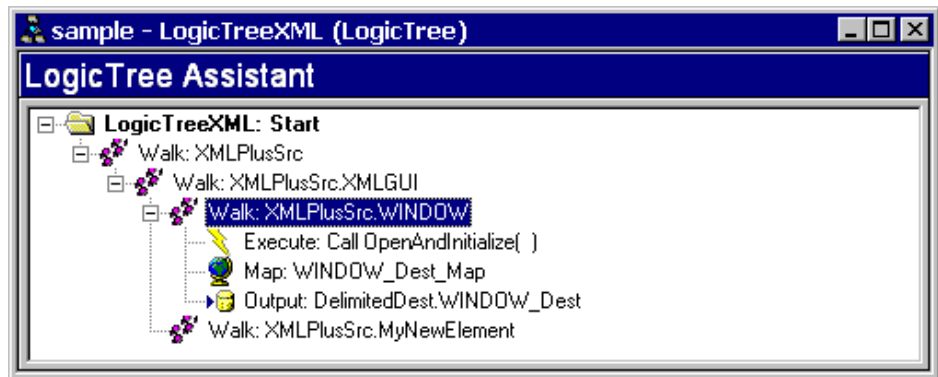 sample - LogicTreeXML (LogicTree)
LogicTree Assistant
LogicTreeXML: Start
Walk: XMLPlusSrc
Walk: XMLPlusSrc.XMLGUI
Walk: XMLPlusSrc.WINDOW
Execute: Call OpenAndInitialize( )
Map: WINDOW_Dest_Map
Output: DelimitedDest.WINDOW_Dest
Walk: XMLPlusSrc.MyNewElement